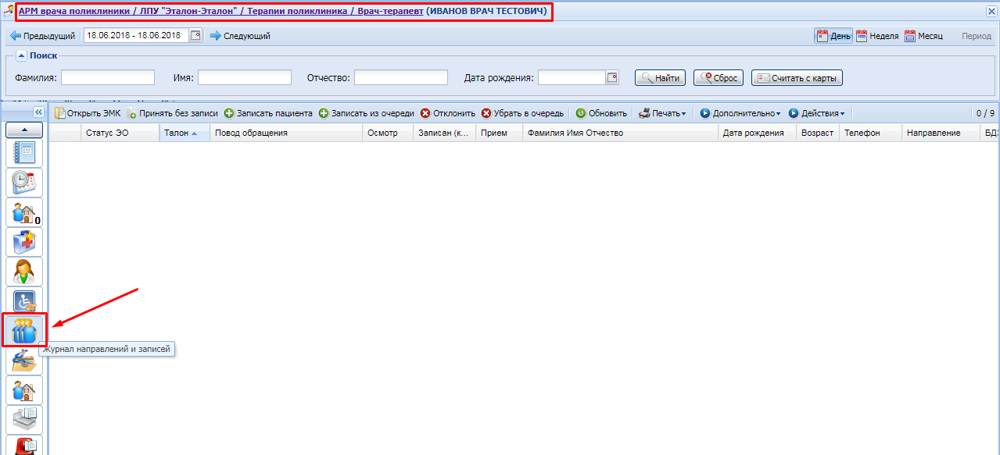 АРМ врача поликлиники / ЛПУ "Эталон-Эталон" / Терапии поликлиника / Врач-терапевт (ИВАНОВ ВРАЧ ТЕСТОВИЧ)
Предыдущий 18.06.2018 - 18.06.2018 Следующий День Неделя Месяц Период
Поиск
Фамилия: Имя: Отчество: Дата рождения: Найти Сброс Считать с карты
Открыть ЭМК Принять без записи Записать пациента Записать из очереди Отклонить Убрать в очередь Обновить Печать Дополнительно Действия 0 / 9
Статус ЭО Талон Повод обращения Осмотр Записан (к... Прием Фамилия Имя Отчество Дата рождения Возраст Телефон Направление БДЗ
0
Журнал направлений и записей